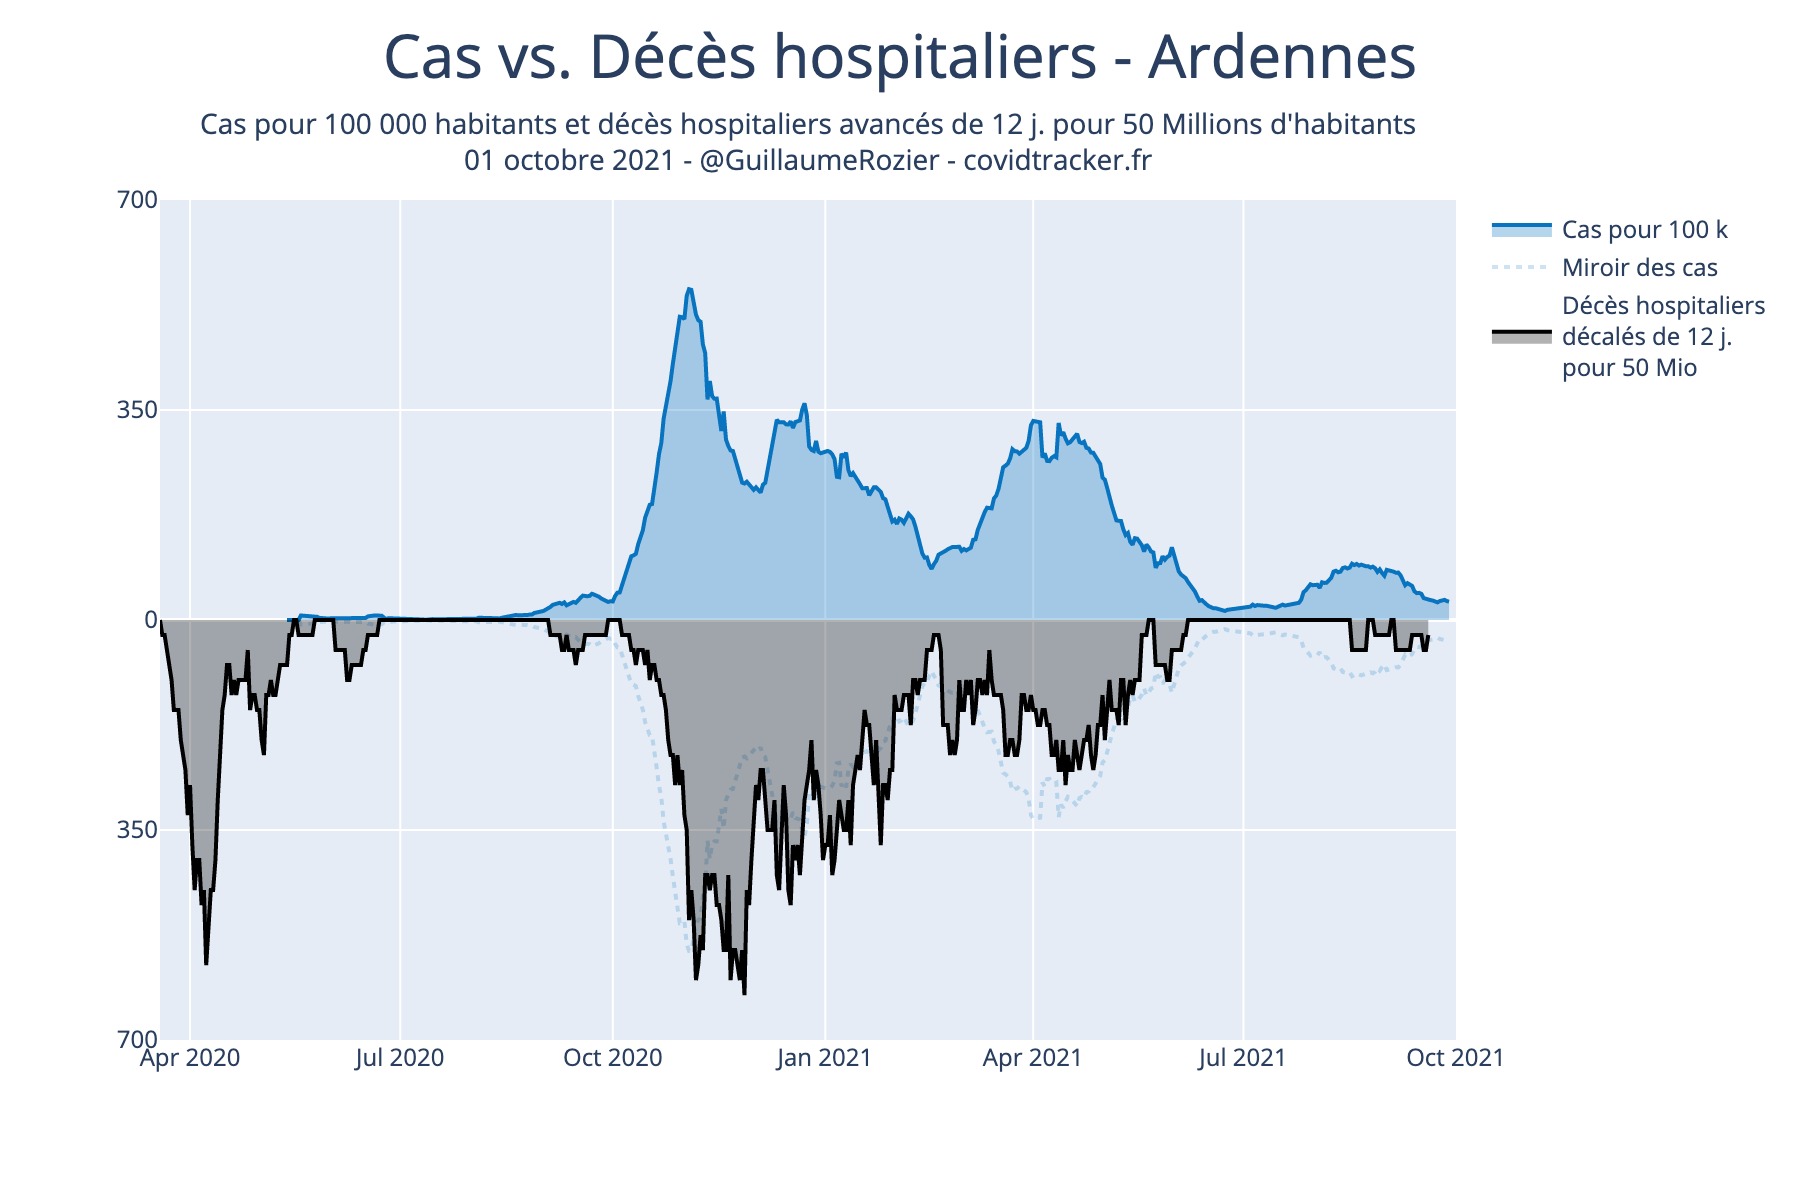 Cas vs. Décès hospitaliers - Ardennes
Cas pour 100 000 habitants et décès hospitaliers avancés de 12 j. pour 50 Millions d'habitants
01 octobre 2021 - @GuillaumeRozier - covidtracker.fr
700
350
0
350
700
Apr 2020
Jul 2020
Oct 2020
Jan 2021
Apr 2021
Jul 2021
Oct 2021
Cas pour 100 k
Miroir des cas
Décès hospitaliers
décalés de 12 j.
pour 50 Mio